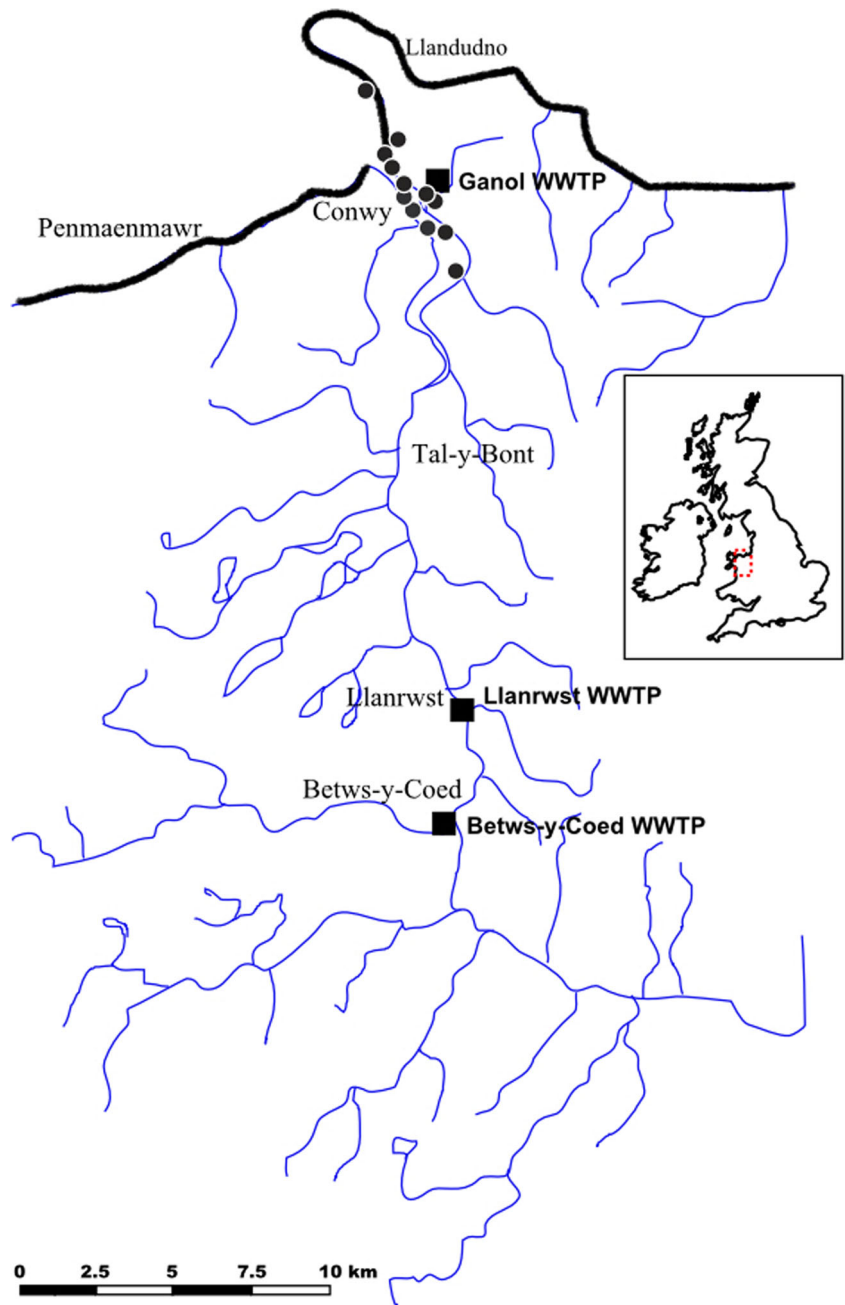 Llandudno
Ganol WWTP
Conwy
Penmaenmawr
Tal-y-Bont
Llanrwst
Llanrwst WWTP
Betws-y-Coed
Betws-y-Coed WWTP
0 2.5 5 7.5 10 km